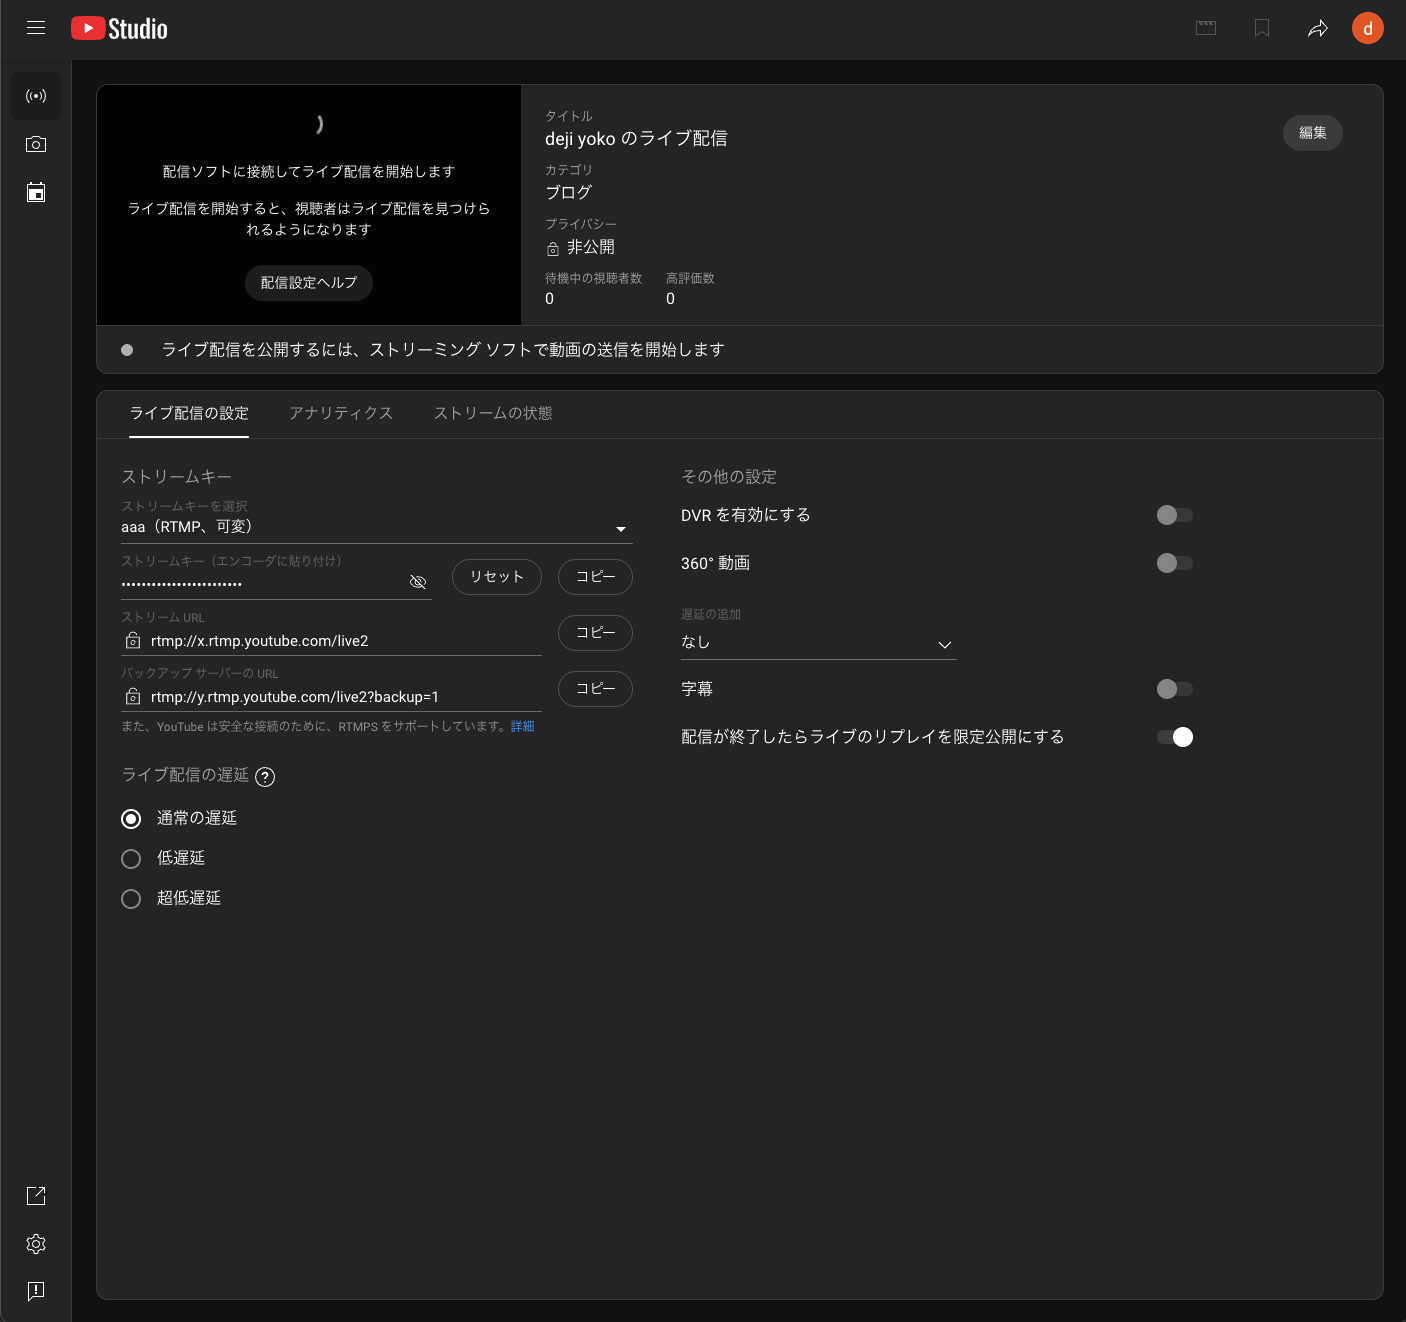 Studio
d
配信ソフトに接続してライブ配信を開始します
ライブ配信を開始すると、視聴者はライブ配信を見つけら
れるようになります
配信設定ヘルプ
タイトル
deji yoko のライブ配信
編集
カテゴリ
ブログ
プライバシー
非公開
待機中の視聴者数 高評価数
0 0
ライブ配信を公開するには、ストリーミング ソフトで動画の送信を開始します
ライブ配信の設定 アナリティクス ストリームの状態
ストリームキー
ストリームキーを選択
aaa（RTMP、可変）
ストリームキー（エンコーダに貼り付け）
••••••••••••••••••••••••
リセット コピー
ストリーム URL
rtmp://x.rtmp.youtube.com/live2
コピー
バックアップ サーバーの URL
rtmp://y.rtmp.youtube.com/live2?backup=1
コピー
また、YouTube は安全な接続のために、RTMPS をサポートしています。詳細
ライブ配信の遅延 ?
通常の遅延
低遅延
超低遅延
その他の設定
DVR を有効にする
360° 動画
遅延の追加
なし
字幕
配信が終了したらライブのリプレイを限定公開にする